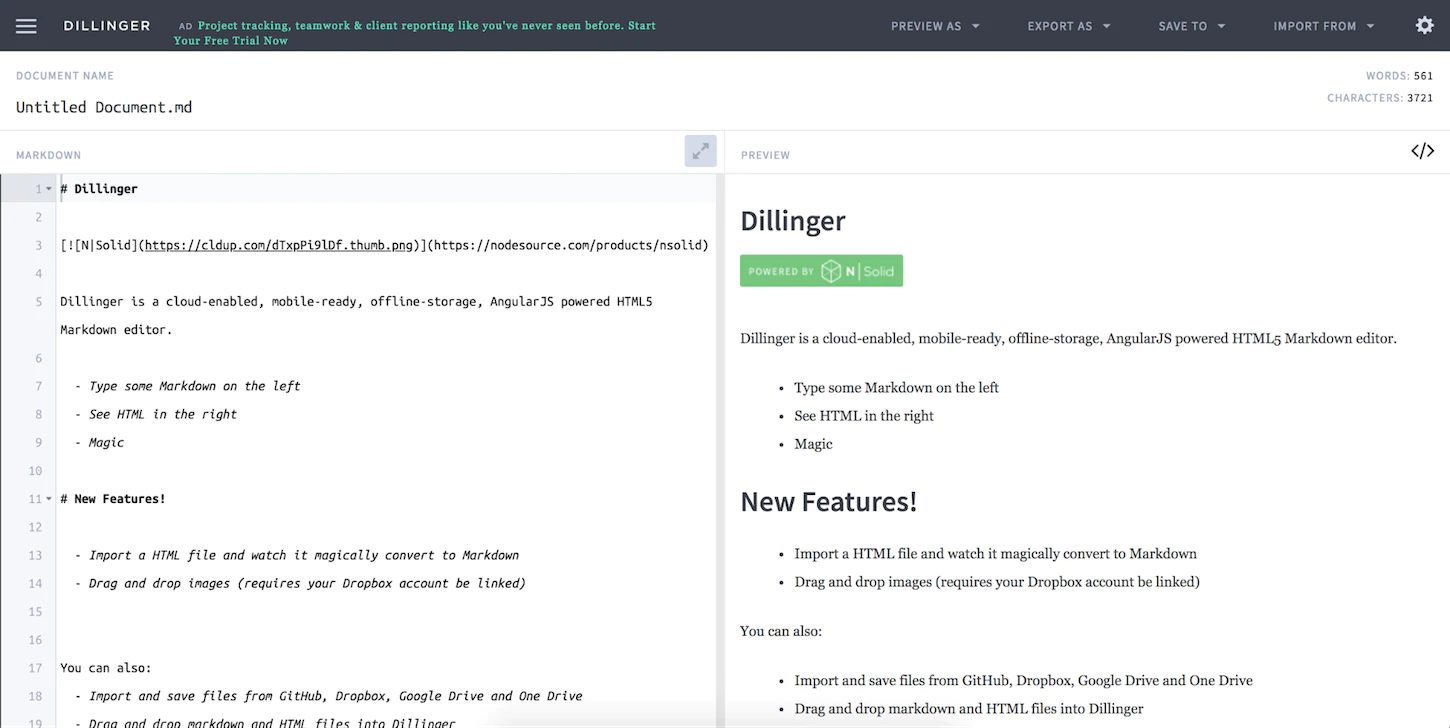 DILLINGER
AD Project tracking, teamwork & client reporting like you've never seen before. Start
Your Free Trial Now
PREVIEW AS
EXPORT AS
SAVE TO
IMPORT FROM
DOCUMENT NAME
Untitled Document.md
WORDS: 561
CHARACTERS: 3721
MARKDOWN
1 # Dillinger
2
3 [![N|Solid](https://cldup.com/dTxpPi9lDf.thumb.png)](https://nodesource.com/products/nsolid)
4
5 Dillinger is a cloud-enabled, mobile-ready, offline-storage, AngularJS powered HTML5
Markdown editor.
6
7 - Type some Markdown on the left
8 - See HTML in the right
9 - Magic
10
11 # New Features!
12
13 - Import a HTML file and watch it magically convert to Markdown
14 - Drag and drop images (requires your Dropbox account be linked)
15
16
17 You can also:
18 - Import and save files from GitHub, Dropbox, Google Drive and One Drive
19 - Drag and drop markdown and HTML files into Dillinger
PREVIEW
</>
Dillinger
POWERED BY N|Solid
Dillinger is a cloud-enabled, mobile-ready, offline-storage, AngularJS powered HTML5 Markdown editor.
• Type some Markdown on the left
• See HTML in the right
• Magic
New Features!
• Import a HTML file and watch it magically convert to Markdown
• Drag and drop images (requires your Dropbox account be linked)
You can also:
• Import and save files from GitHub, Dropbox, Google Drive and One Drive
• Drag and drop markdown and HTML files into Dillinger